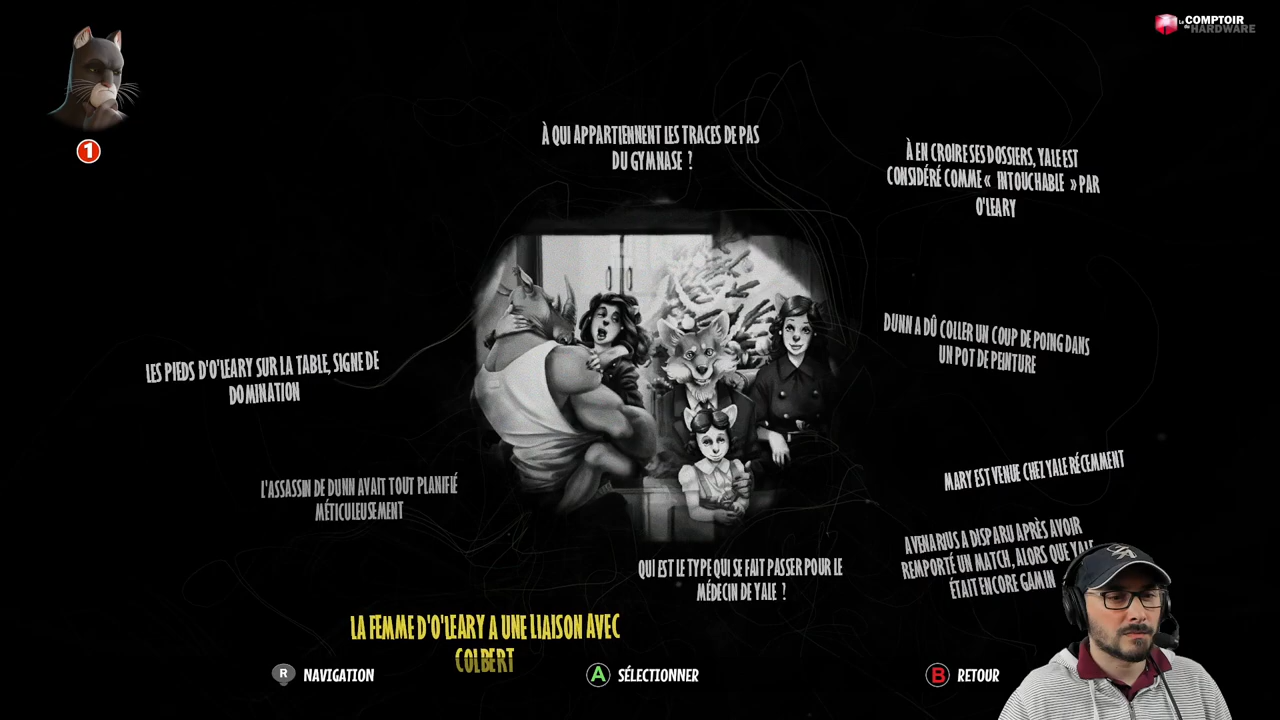 Le COMPTOIR
du HARDWARE
1
À QUI APPARTIENNENT LES TRACES DE PAS
DU GYMNASE ?
À EN CROIRE SES DOSSIERS, YALE EST
CONSIDÉRÉ COMME « INTOUCHABLE » PAR
O'LEARY
DUNN A DÛ COLLER UN COUP DE POING DANS
UN POT DE PEINTURE
LES PIEDS D'O'LEARY SUR LA TABLE, SIGNE DE
DOMINATION
MARY EST VENUE CHEZ YALE RÉCEMMENT
L'ASSASSIN DE DUNN AVAIT TOUT PLANIFIÉ
MÉTICULEUSEMENT
AVENARIUS A DISPARU APRÈS AVOIR
REMPORTÉ UN MATCH, ALORS QUE YALE
ÉTAIT ENCORE GAMIN
QUI EST LE TYPE QUI SE FAIT PASSER POUR LE
MÉDECIN DE YALE ?
LA FEMME D'O'LEARY A UNE LIAISON AVEC
COLBERT
R NAVIGATION
A SÉLECTIONNER
B RETOUR